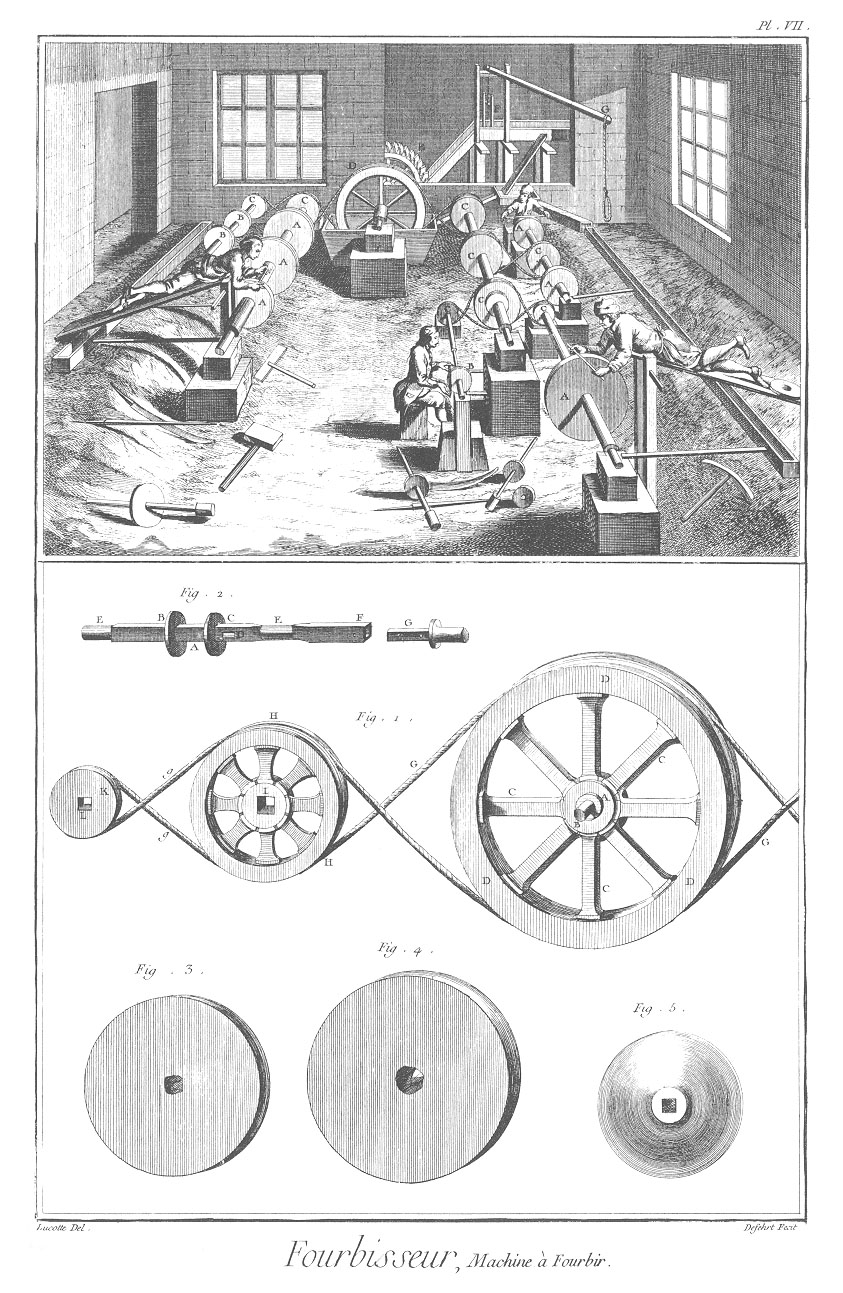 Pl. VII.
G
E
D
C
C
C
B
B
A
A
C
A
C
A
C
A
B
A
Fig. 2.
E B C E F G
A
Fig. 1.
H
D
g
G
C
C
K
I
A
L
B
g
H
G
D
C
D
Fig. 3.
Fig. 4.
Fig. 5.
Lucotte Del.
Defehrt Fecit
Fourbisseur, Machine à Fourbir.